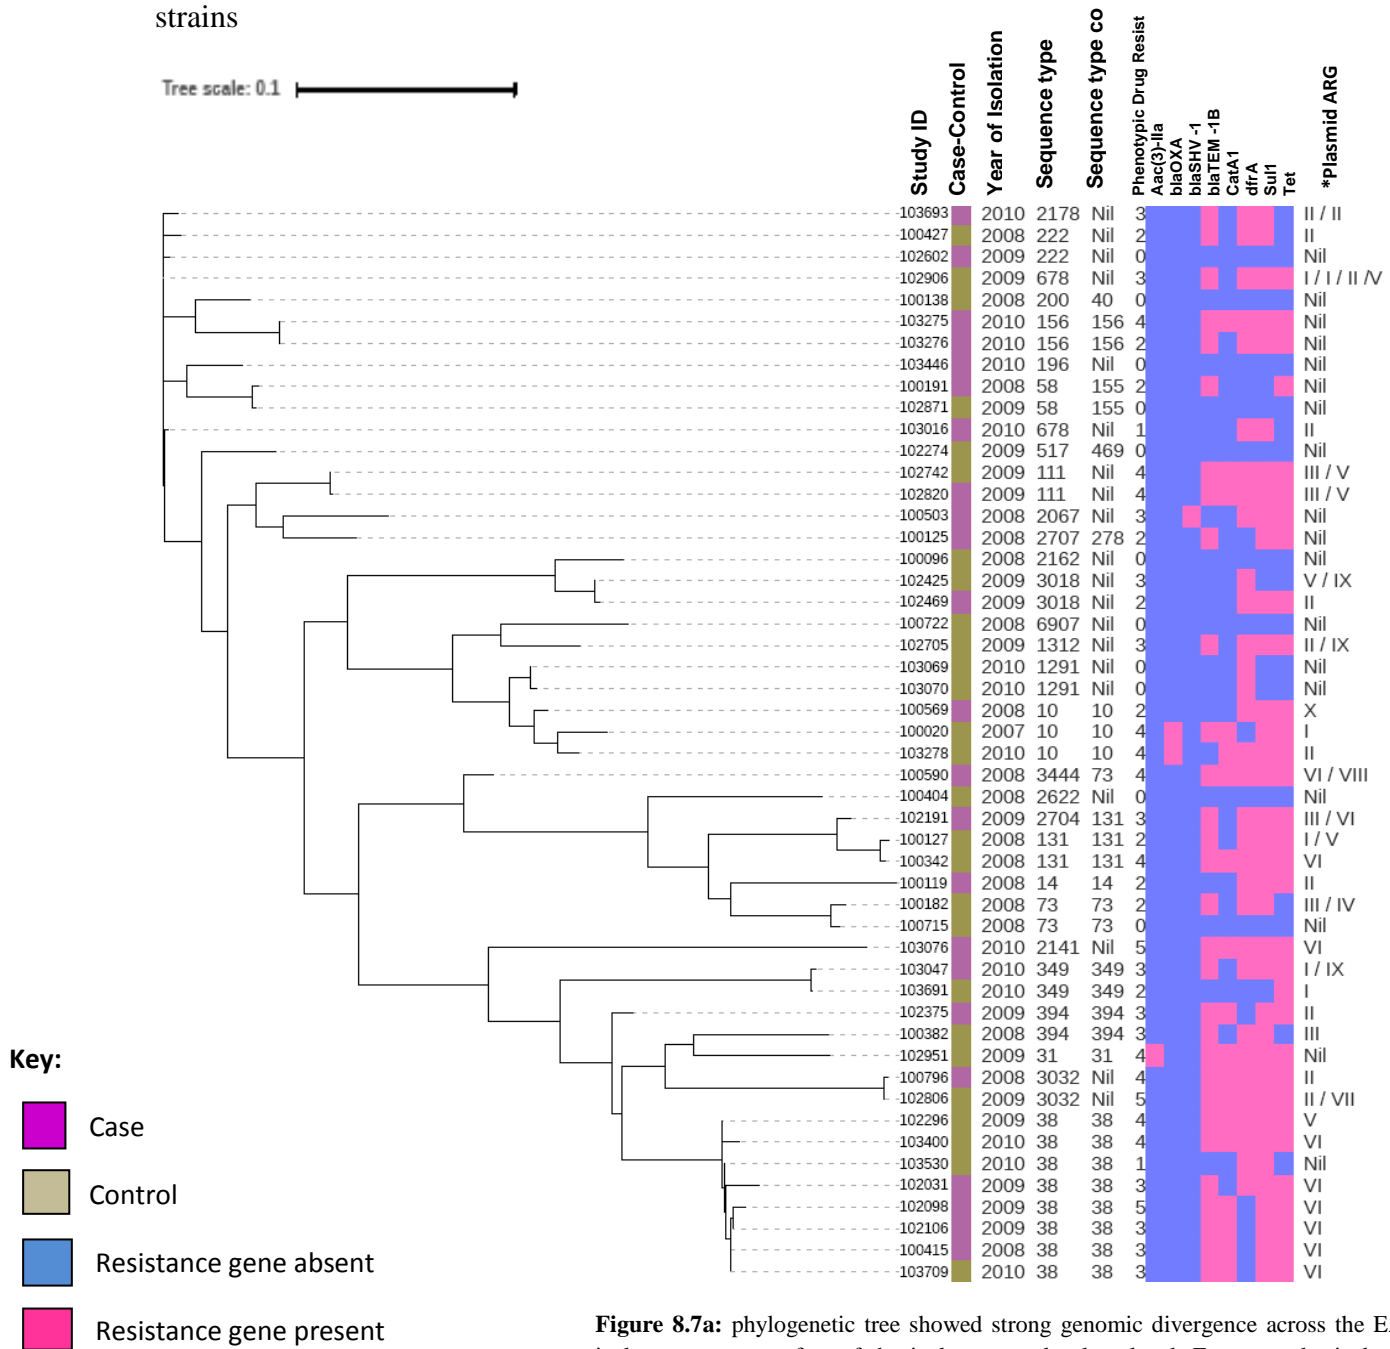 strains
Tree scale: 0.1
Study ID
Case-Control
Year of Isolation
Sequence type
Sequence type co
Phenotypic Drug Resist
Aac(3)-IIa
blaOXA
blaSHV -1
blaTEM -1B
CatA1
dfrA
Sul1
Tet
*Plasmid ARG
103693 2010 2178 Nil 3 II / II
100427 2008 222 Nil 2 II
102602 2009 222 Nil 0 Nil
102906 2009 678 Nil 3 I / I / II /V
100138 2008 200 40 0 Nil
103275 2010 156 156 4 Nil
103276 2010 156 156 2 Nil
103446 2010 196 Nil 0 Nil
100191 2008 58 155 2 Nil
102871 2009 58 155 0 Nil
103016 2010 678 Nil 1 II
102274 2009 517 469 0 Nil
102742 2009 111 Nil 4 III / V
102820 2009 111 Nil 4 III / V
100503 2008 2067 Nil 3 Nil
100125 2008 2707 278 2 Nil
100096 2008 2162 Nil 0 Nil
102425 2009 3018 Nil 3 V / IX
102469 2009 3018 Nil 2 II
100722 2008 6907 Nil 0 Nil
102705 2009 1312 Nil 3 II / IX
103069 2010 1291 Nil 0 Nil
103070 2010 1291 Nil 0 Nil
100569 2008 10 10 2 X
100020 2007 10 10 4 I
103278 2010 10 10 4 II
100590 2008 3444 73 4 VI / VIII
100404 2008 2622 Nil 0 Nil
102191 2009 2704 131 3 III / VI
100127 2008 131 131 2 I / V
100342 2008 131 131 4 VI
100119 2008 14 14 2 II
100182 2008 73 73 2 III / IV
100715 2008 73 73 0 Nil
103076 2010 2141 Nil 5 VI
103047 2010 349 349 3 I / IX
103691 2010 349 349 2 I
102375 2009 394 394 3 II
100382 2008 394 394 3 III
102951 2009 31 31 4 Nil
100796 2008 3032 Nil 4 II
102806 2009 3032 Nil 5 II / VII
102296 2009 38 38 4 V
103400 2010 38 38 4 VI
103530 2010 38 38 1 Nil
102031 2009 38 38 3 VI
102098 2009 38 38 5 VI
102106 2009 38 38 3 VI
100415 2008 38 38 3 VI
103709 2010 38 38 3 VI
Key:
Case
Control
Resistance gene absent
Resistance gene present
Figure 8.7a: phylogenetic tree showed strong genomic divergence across the E